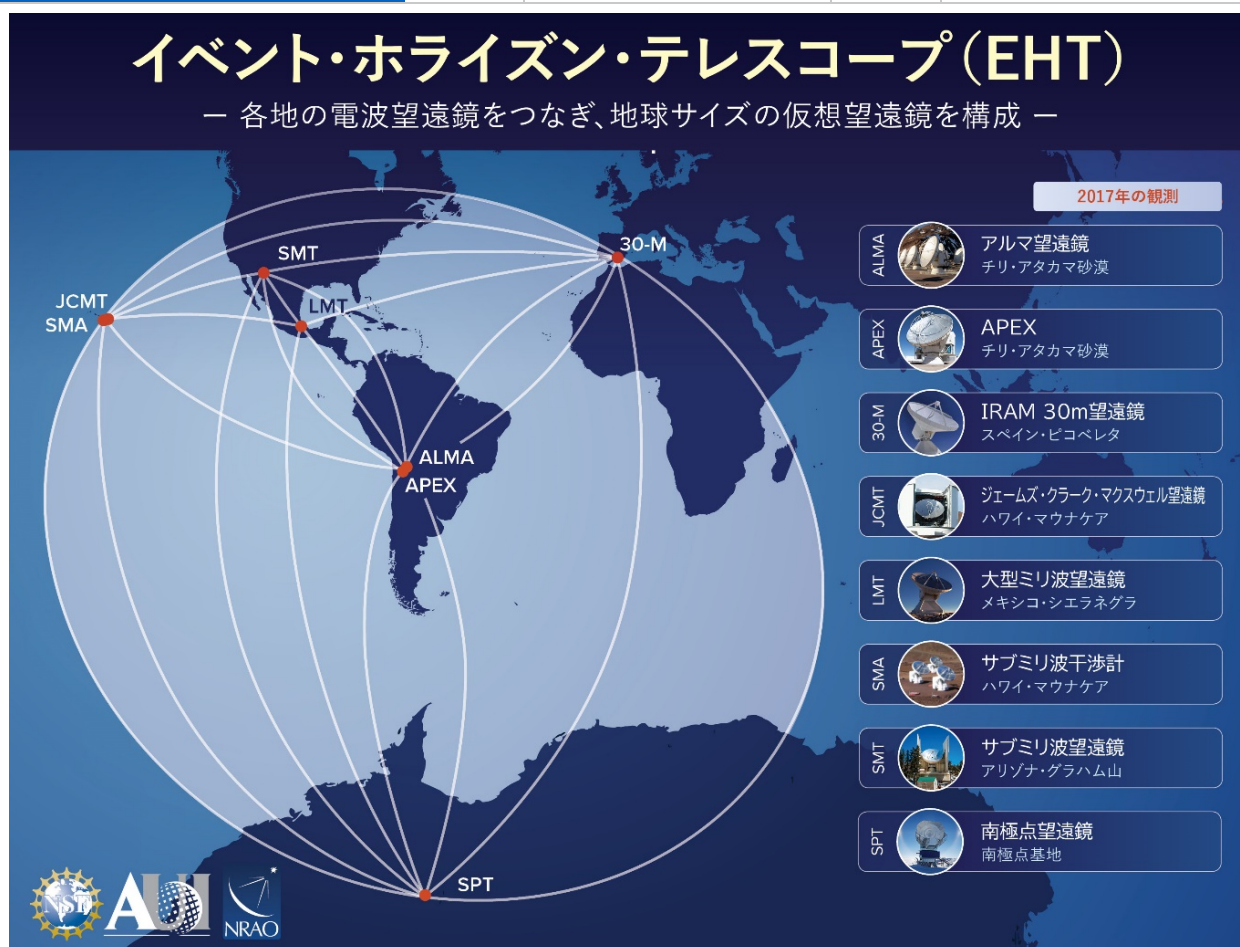 イベント・ホライズン・テレスコープ(EHT)
— 各地の電波望遠鏡をつなぎ、地球サイズの仮想望遠鏡を構成 —
2017年の観測
30-M
SMT
JCMT
SMA
LMT
ALMA
APEX
SPT
ALMA
アルマ望遠鏡
チリ・アタカマ砂漠
APEX
APEX
チリ・アタカマ砂漠
30-M
IRAM 30m望遠鏡
スペイン・ピコベレタ
JCMT
ジェームズ・クラーク・マクスウェル望遠鏡
ハワイ・マウナケア
LMT
大型ミリ波望遠鏡
メキシコ・シエラネグラ
SMA
サブミリ波干渉計
ハワイ・マウナケア
SMT
サブミリ波望遠鏡
アリゾナ・グラハム山
SPT
南極点望遠鏡
南極点基地
NSF
AUI
NRAO